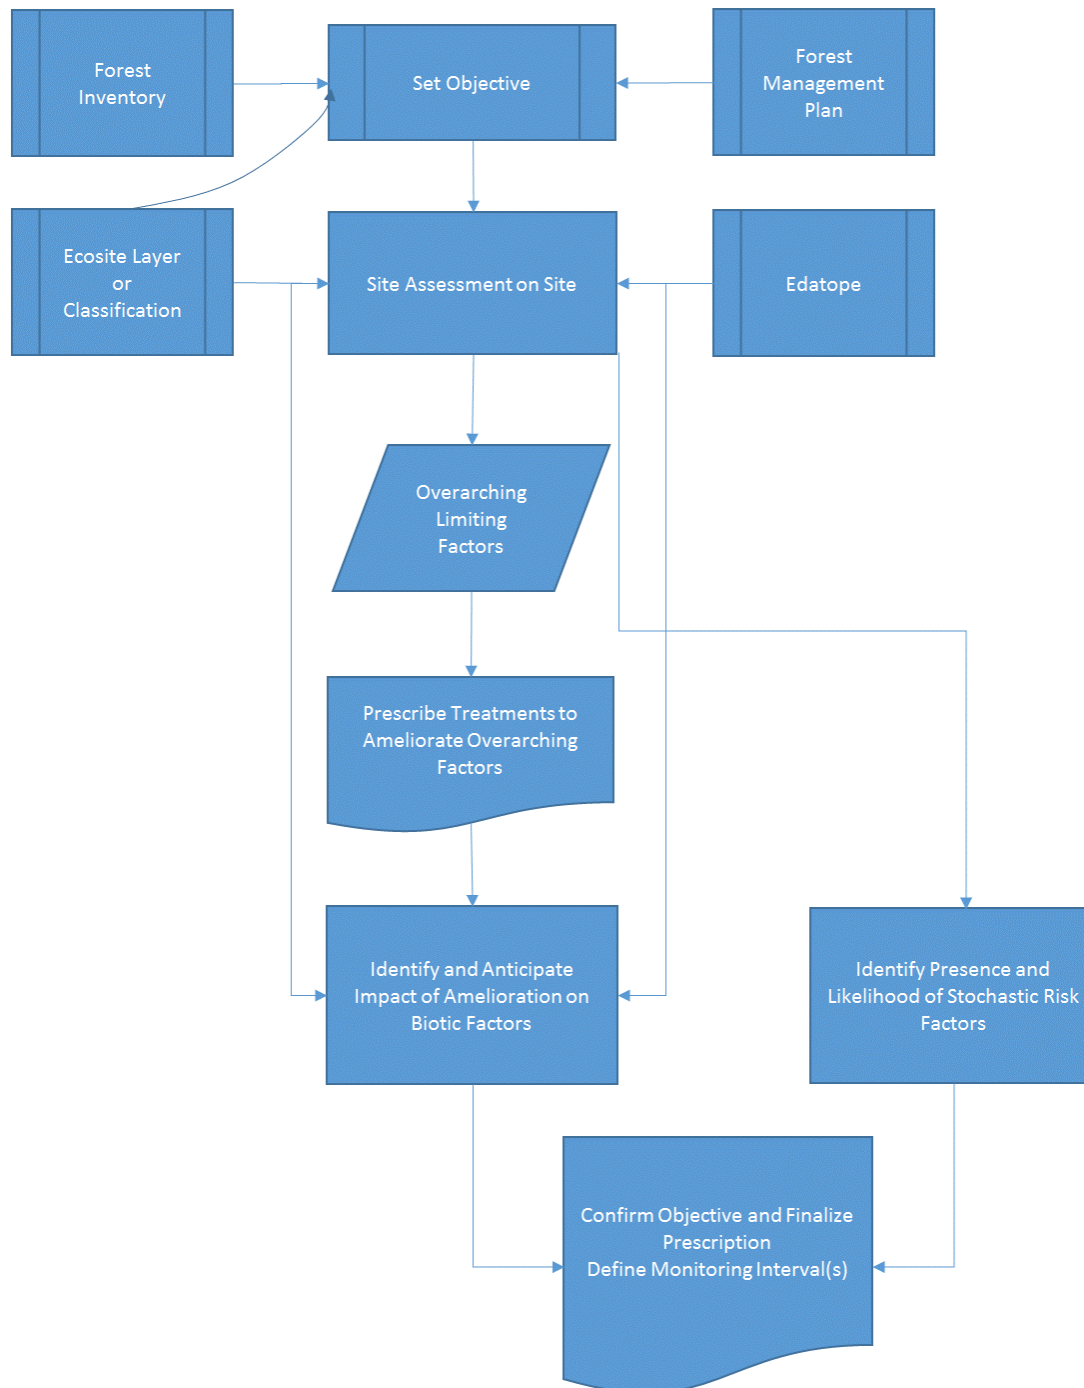 Forest
Inventory
Set Objective
Forest
Management
Plan
Ecosite Layer
or
Classification
Site Assessment on Site
Edatope
Overarching
Limiting
Factors
Prescribe Treatments to
Ameliorate Overarching
Factors
Identify and Anticipate
Impact of Amelioration on
Biotic Factors
Identify Presence and
Likelihood of Stochastic Risk
Factors
Confirm Objective and Finalize
Prescription
Define Monitoring Interval(s)